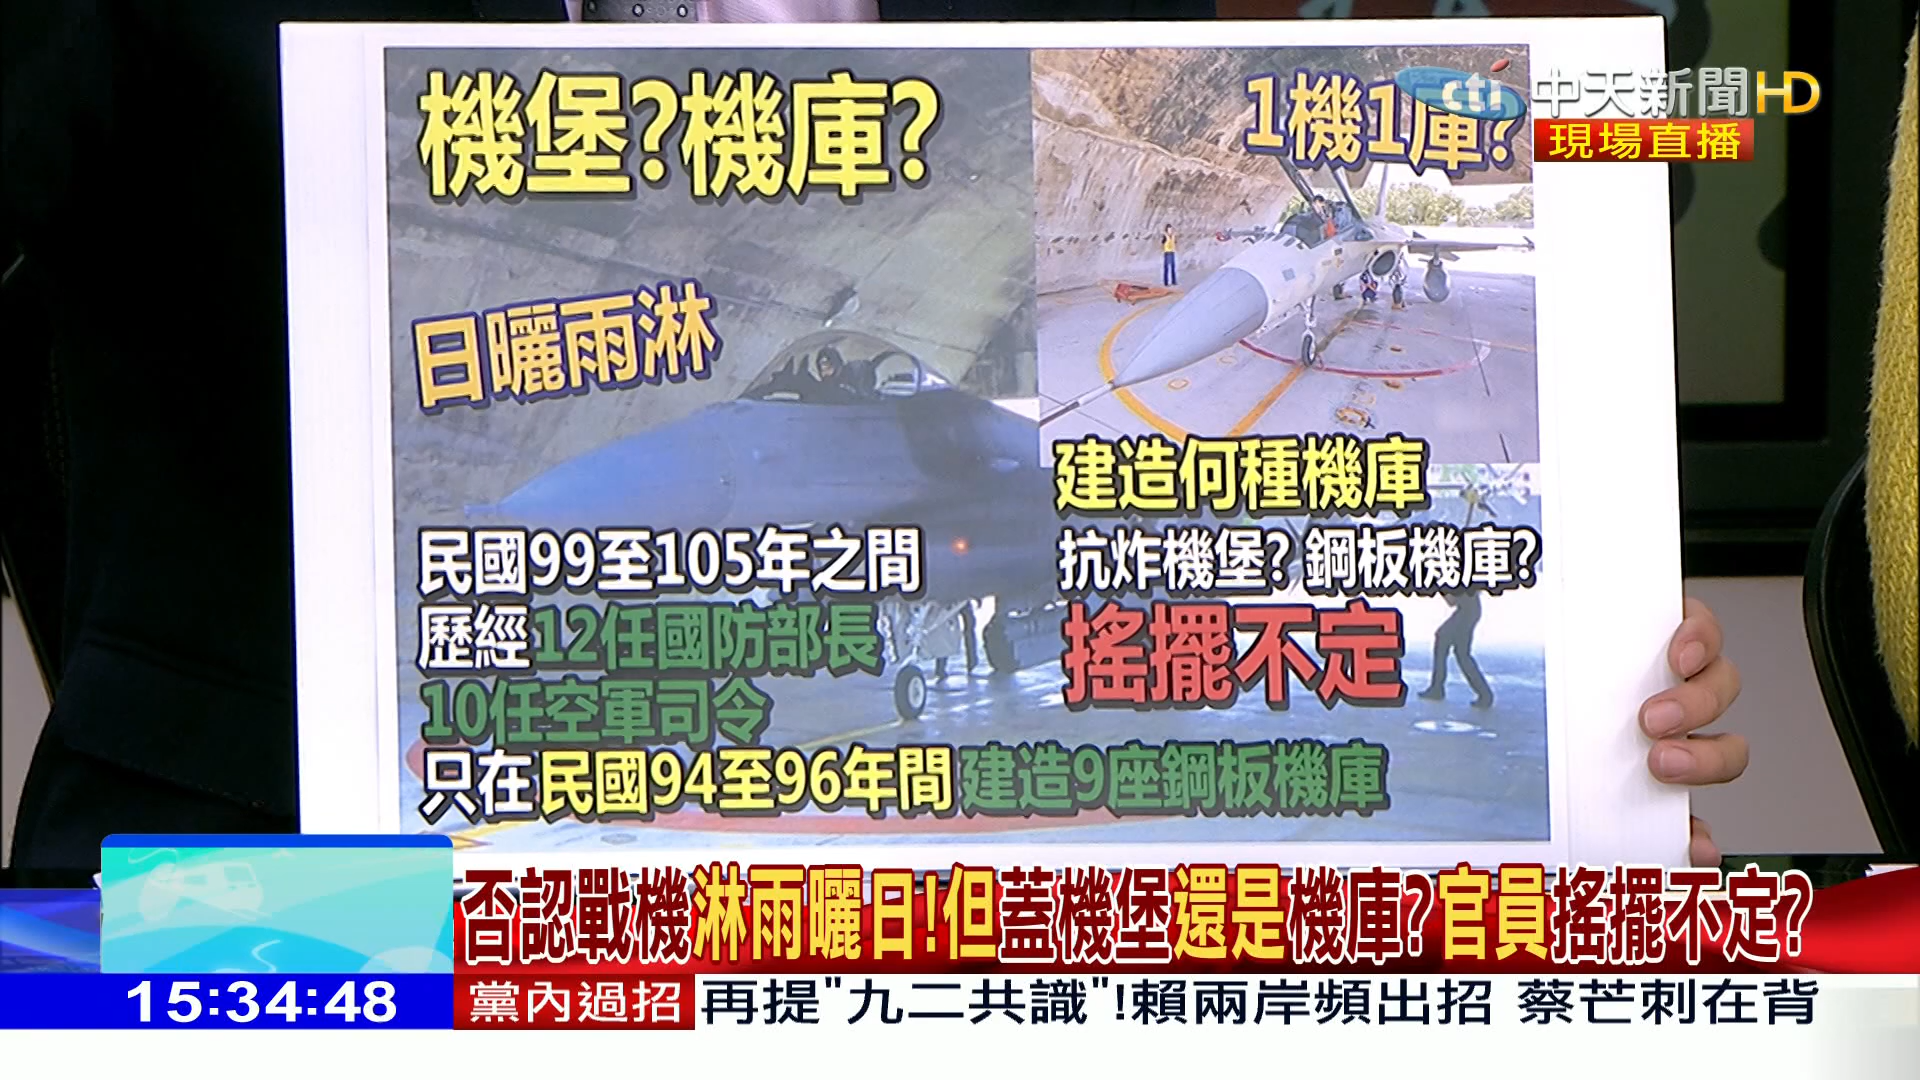 機堡?機庫?
1機1庫?
cti 中天新聞HD
現場直播
日曬雨淋
建造何種機庫
抗炸機堡? 鋼板機庫?
搖擺不定
民國99至105年之間
歷經12任國防部長
10任空軍司令
只在民國94至96年間建造9座鋼板機庫
否認戰機淋雨曬日!但蓋機堡還是機庫?官員搖擺不定?
15:34:48
黨內過招 再提"九二共識"!賴兩岸頻出招 蔡芒刺在背